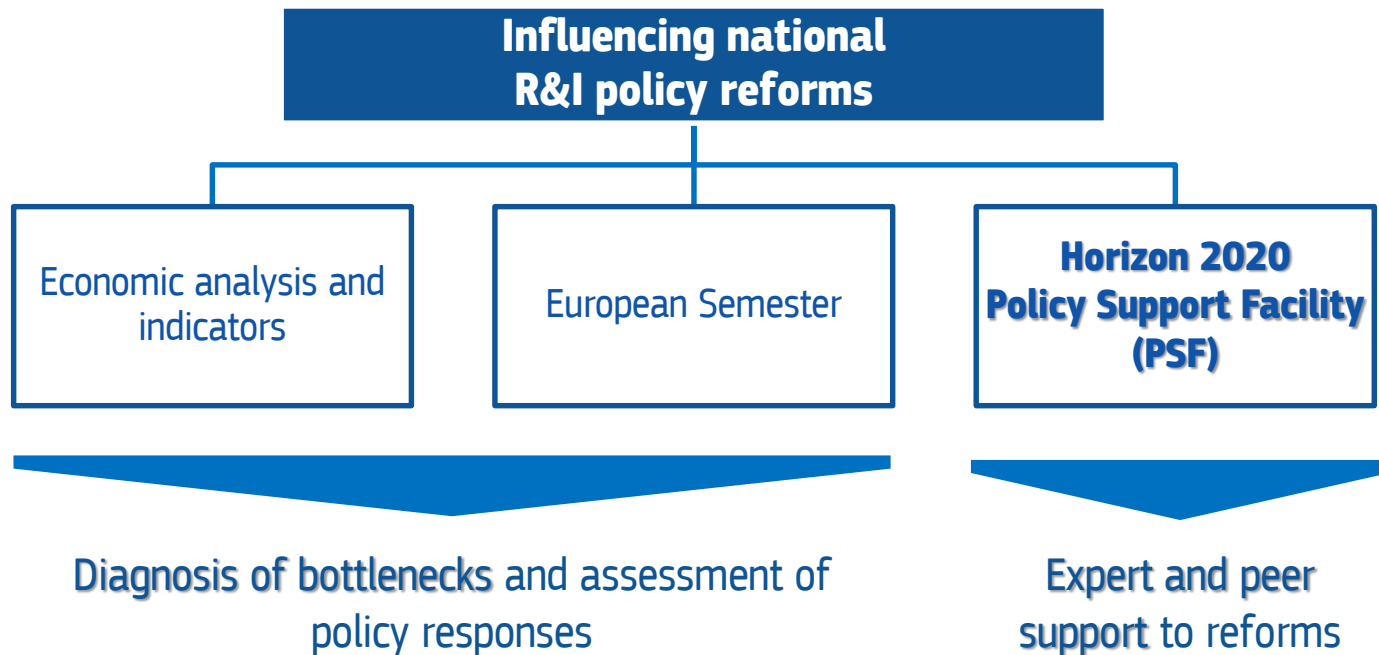 Influencing national
R&I policy reforms
Economic analysis and
indicators
European Semester
Horizon 2020
Policy Support Facility
(PSF)
Diagnosis of bottlenecks and assessment of
policy responses
Expert and peer
support to reforms